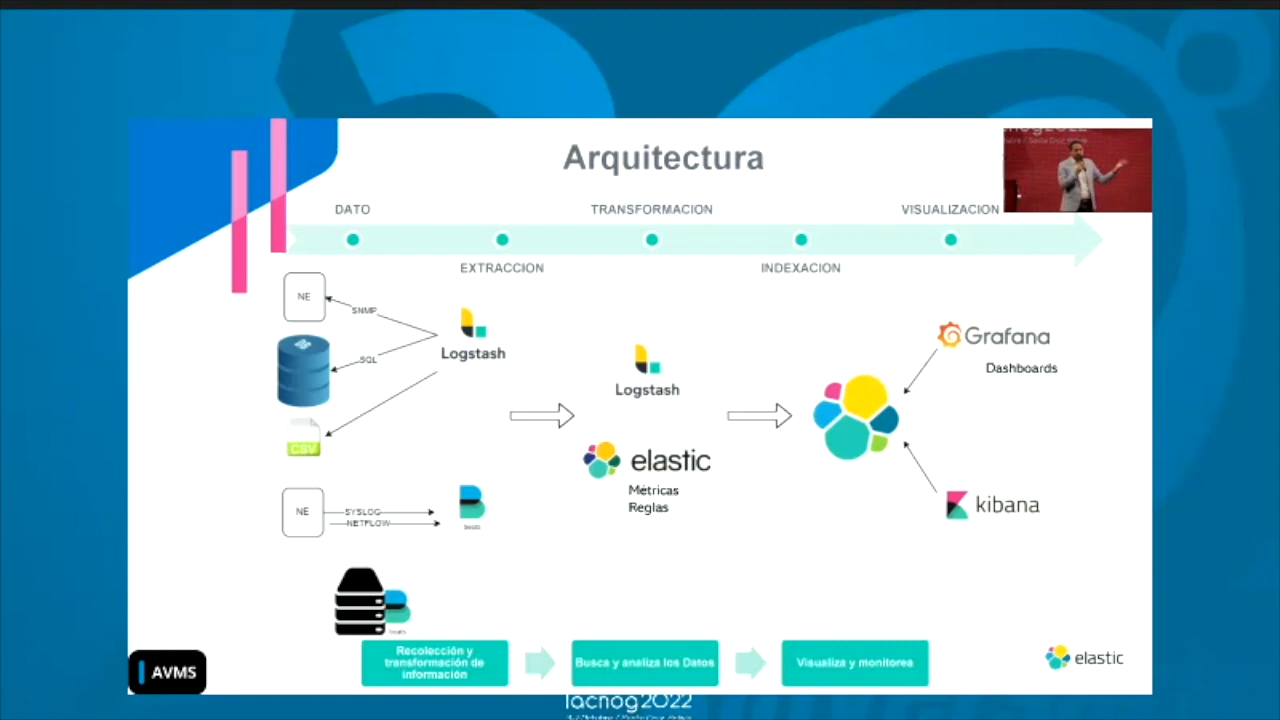 Arquitectura
lacnog2022
DATO
TRANSFORMACION
VISUALIZACION
EXTRACCION
INDEXACION
NE
SNMP
SQL
Logstash
CSV
Logstash
elastic
Métricas
Reglas
Grafana
Dashboards
kibana
NE
SYSLOG
NETFLOW
beats
beats
Recolección y
transformación de
información
Busca y analiza los Datos
Visualiza y monitorea
elastic
AVMS
lacnog2022